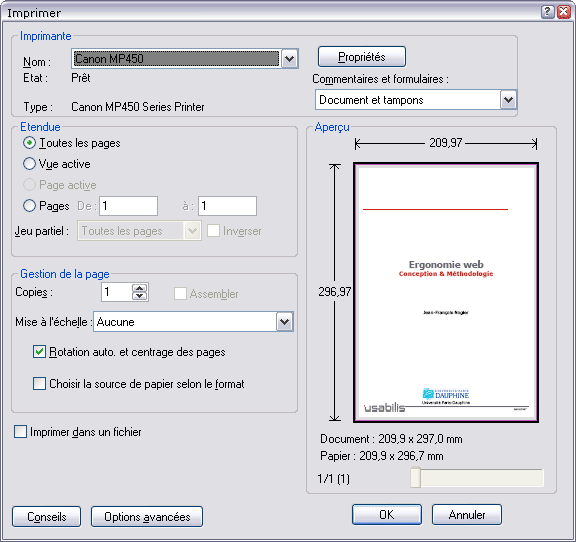 Imprimer
Imprimante
Nom :
Canon MP450
Propriétés
Etat :
Prêt
Commentaires et formulaires :
Type :
Canon MP450 Series Printer
Document et tampons
Etendue
Toutes les pages
Vue active
Page active
Pages
De :
1
à :
1
Jeu partiel :
Toutes les pages
Inverser
Gestion de la page
Copies :
1
Assembler
Mise à l'échelle :
Aucune
Rotation auto. et centrage des pages
Choisir la source de papier selon le format
Imprimer dans un fichier
Aperçu
209,97
296,97
Ergonomie web
Conception & Méthodologie
Jean-François Nogier
DAUPHINE
Université Paris-Dauphine
usabilis
Document : 209,9 x 297,0 mm
Papier : 209,9 x 296,7 mm
1/1 (1)
Conseils
Options avancées
OK
Annuler